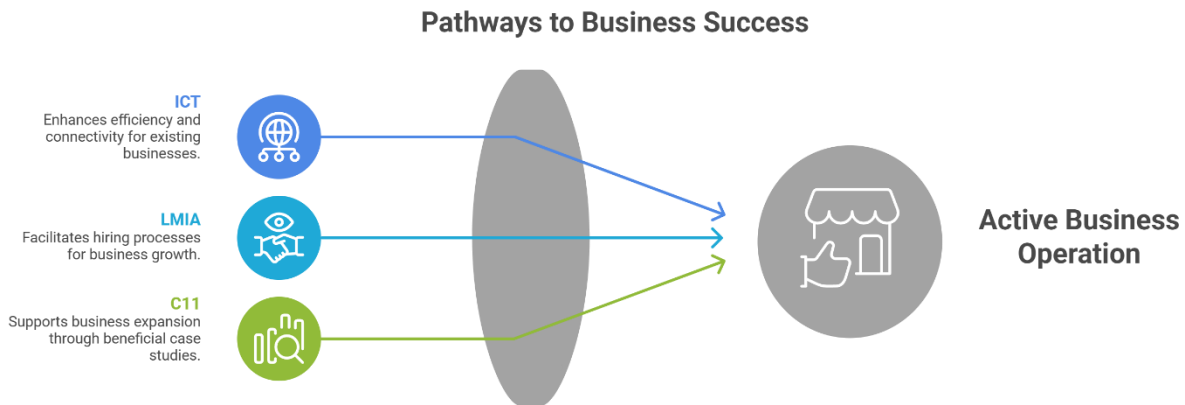 Pathways to Business Success
ICT
Enhances efficiency and
connectivity for existing
businesses.
LMIA
Facilitates hiring processes
for business growth.
C11
Supports business expansion
through beneficial case
studies.
Active Business
Operation